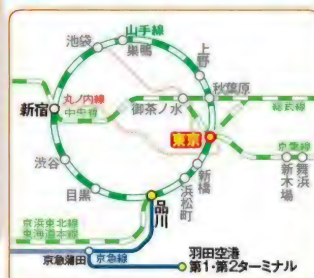 池袋
山手線
巣鴨
上野
丸ノ内線
新宿
中央線
御茶ノ水
秋葉原
総武線
東京
京葉線
渋谷
新橋
新木場
舞浜
目黒
品川
浜松町
京浜東北線
東海道本線
京急蒲田
京急線
羽田空港
第1・第2ターミナル